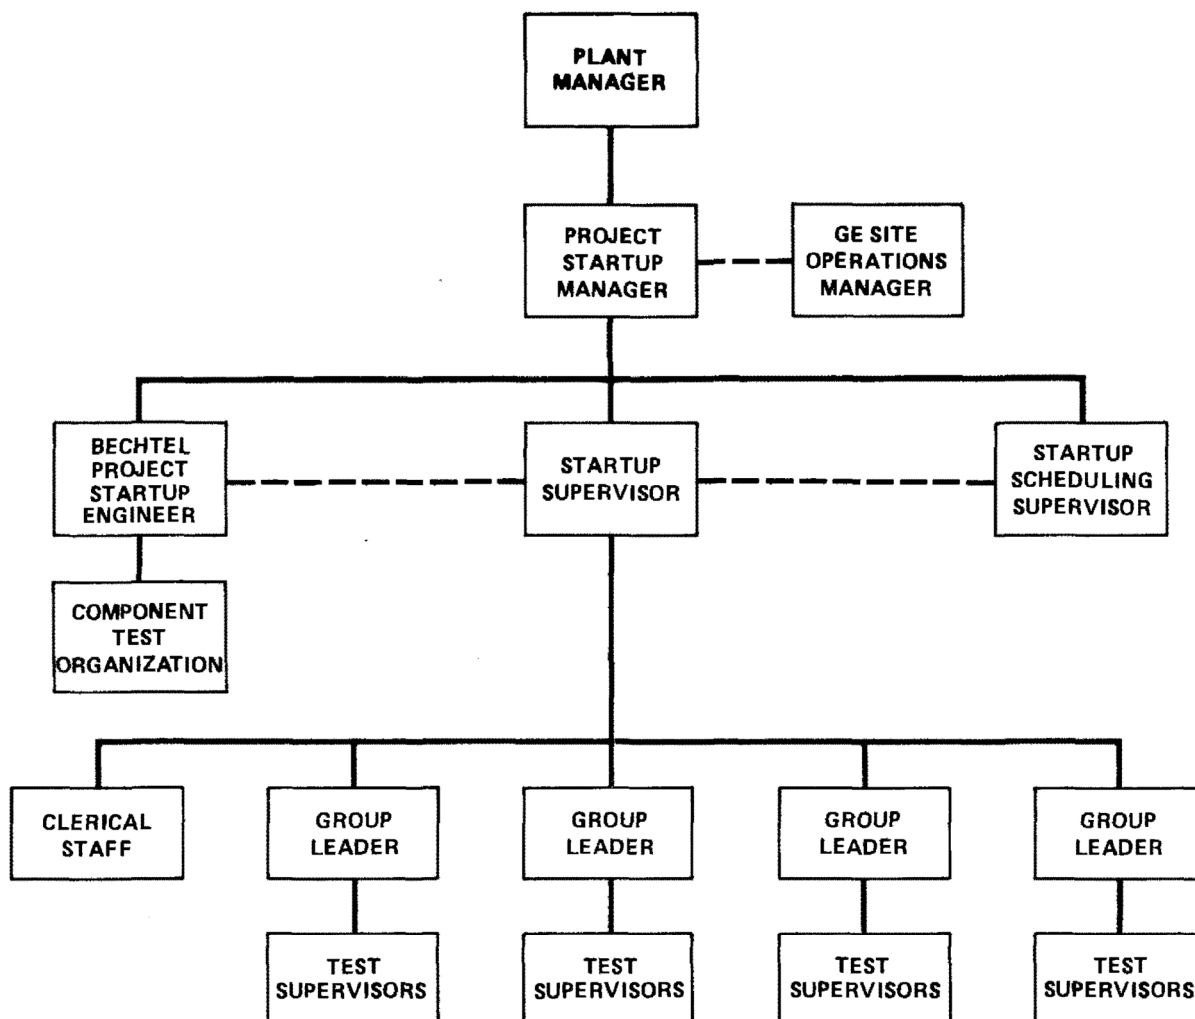 PLANT
MANAGER
PROJECT
STARTUP
MANAGER
GE SITE
OPERATIONS
MANAGER
BECHTEL
PROJECT
STARTUP
ENGINEER
STARTUP
SUPERVISOR
STARTUP
SCHEDULING
SUPERVISOR
COMPONENT
TEST
ORGANIZATION
CLERICAL
STAFF
GROUP
LEADER
GROUP
LEADER
GROUP
LEADER
GROUP
LEADER
TEST
SUPERVISORS
TEST
SUPERVISORS
TEST
SUPERVISORS
TEST
SUPERVISORS